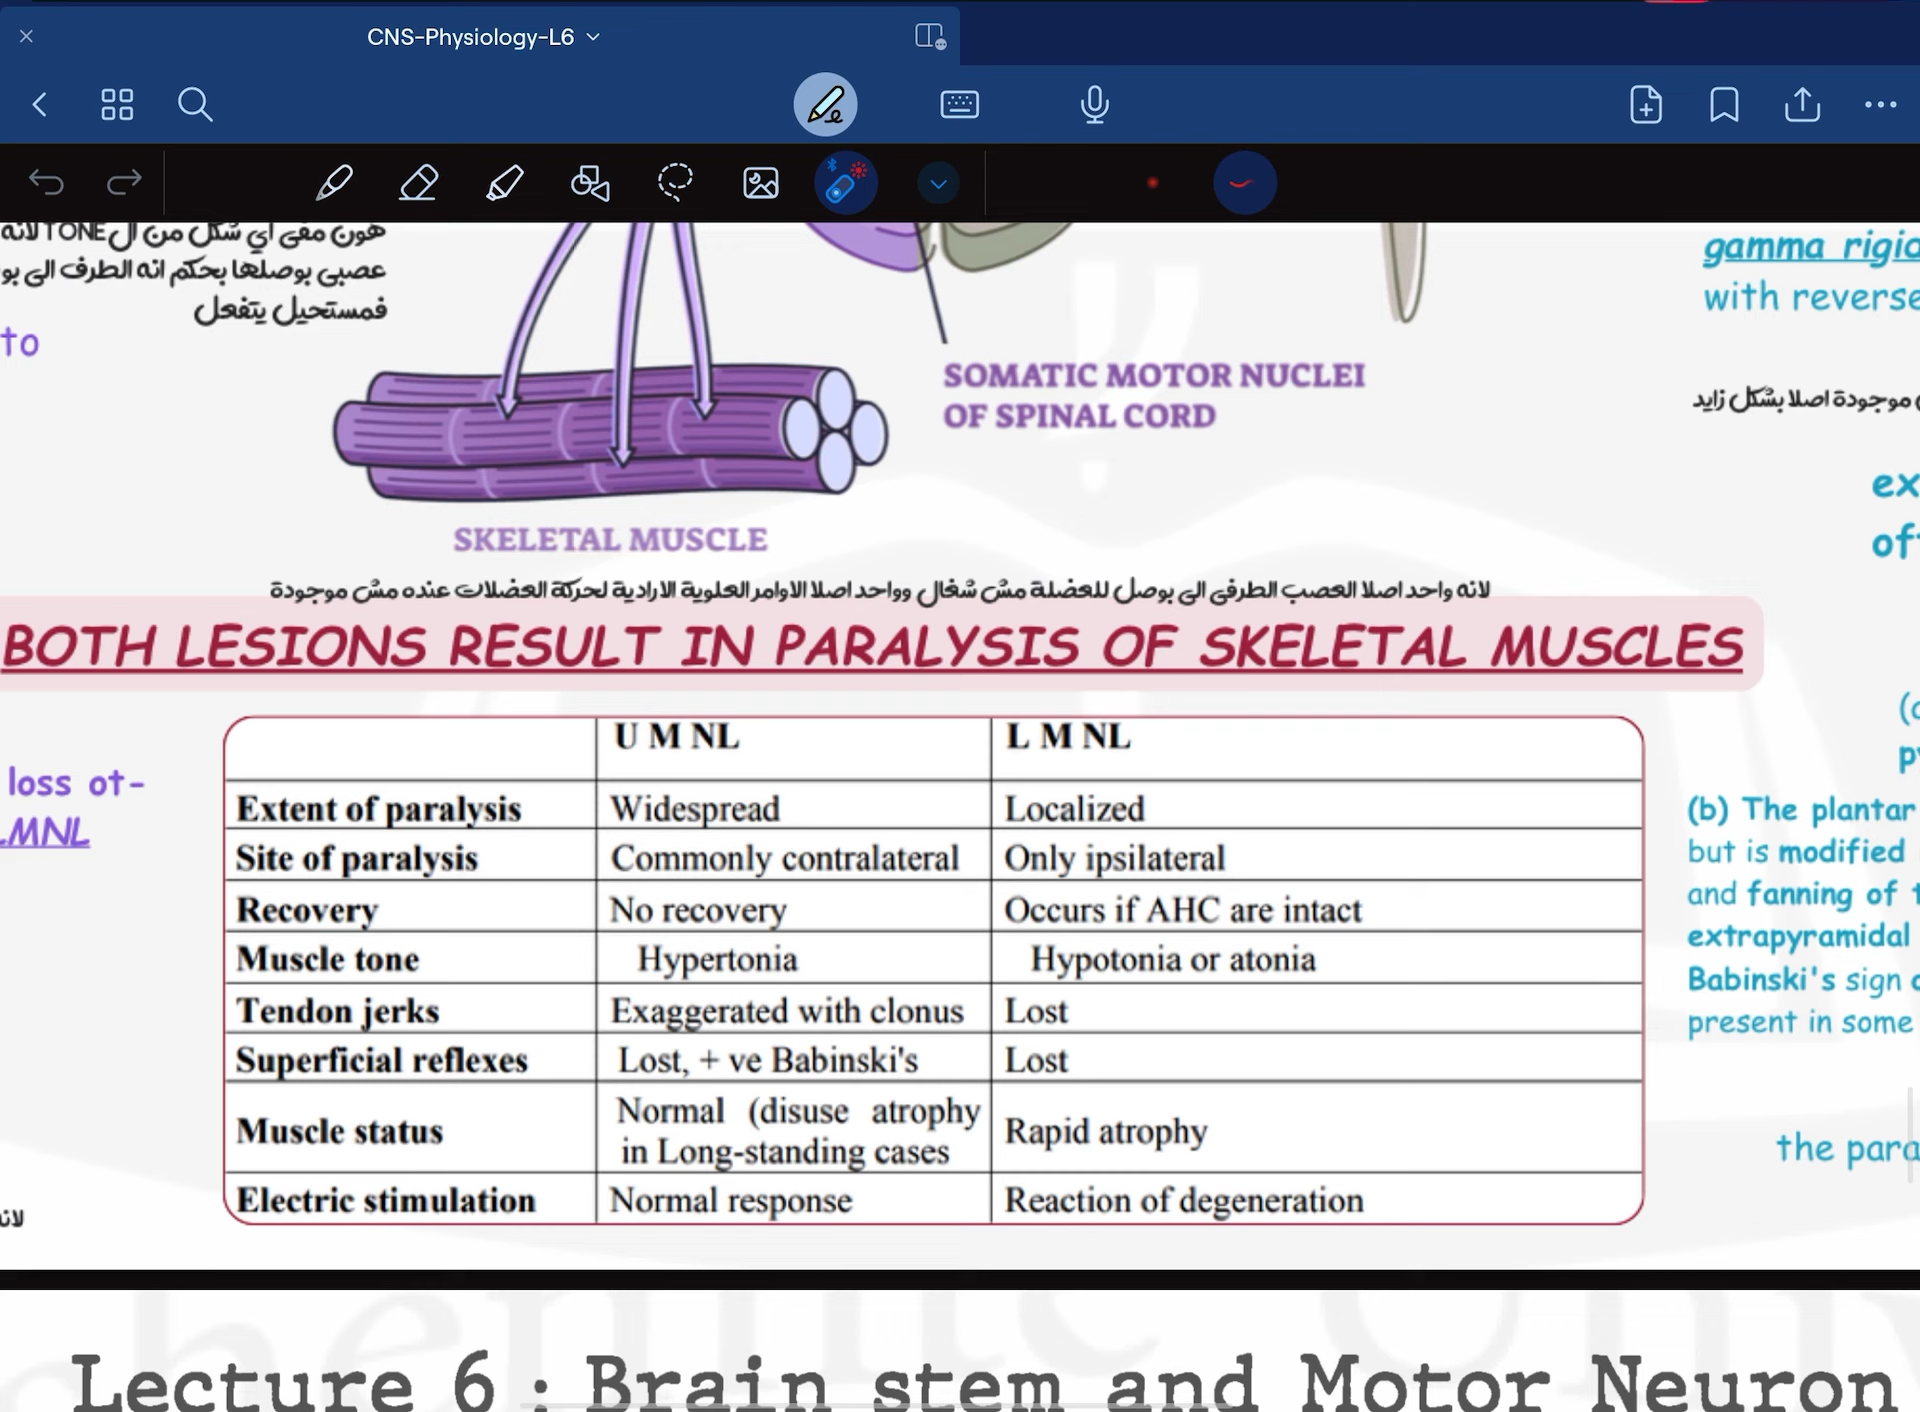 CNS-Physiology-L6
هون مفي اي شكل من ال TONE لانه
عصبي بوصلها بحكم انه الطرف الي بو
فمستحيل يتفعل
to
SOMATIC MOTOR NUCLEI
OF SPINAL CORD
SKELETAL MUSCLE
gamma rigid
with reverse
موجودة اصلا بشكل زايد
ex
of
لانه واحد اصلا العصب الطرفي الي بوصل للعضلة مش شغال وواحد اصلا الاوامر العلوية الارادية لحركة العضلات عنده مش موجودة
BOTH LESIONS RESULT IN PARALYSIS OF SKELETAL MUSCLES
loss of-
LMNL
U M NL L M NL
Extent of paralysis Widespread Localized
Site of paralysis Commonly contralateral Only ipsilateral
Recovery No recovery Occurs if AHC are intact
Muscle tone Hypertonia Hypotonia or atonia
Tendon jerks Exaggerated with clonus Lost
Superficial reflexes Lost, + ve Babinski's Lost
Muscle status Normal (disuse atrophy in Long-standing cases Rapid atrophy
Electric stimulation Normal response Reaction of degeneration
(b) The plantar
but is modified
and fanning of t
extrapyramidal
Babinski's sign
present in some
the para
لانه
Lecture 6 : Brain stem and Motor Neuron